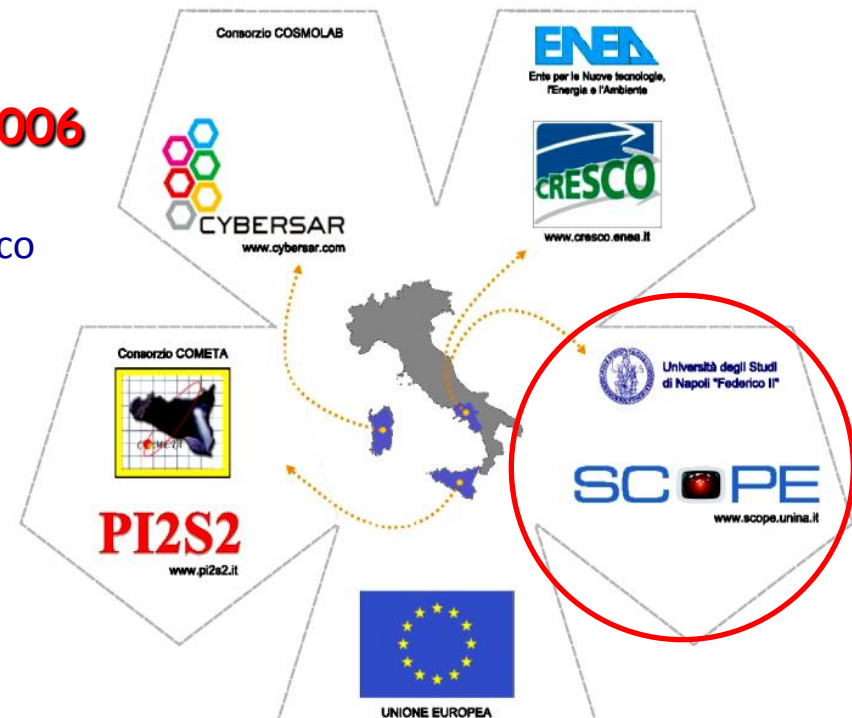 Consorzio COSMOLAB
CYBERSAR
www.cybersar.com
ENEA
Ente per le Nuove tecnologie,
l'Energia e l'Ambiente
CRESCO
www.cresco.enea.it
006
co
Consorzio COMETA
COMETA
PI2S2
www.pi2s2.it
Università degli Studi
di Napoli "Federico II"
SCOPE
www.scope.unina.it
UNIONE EUROPEA